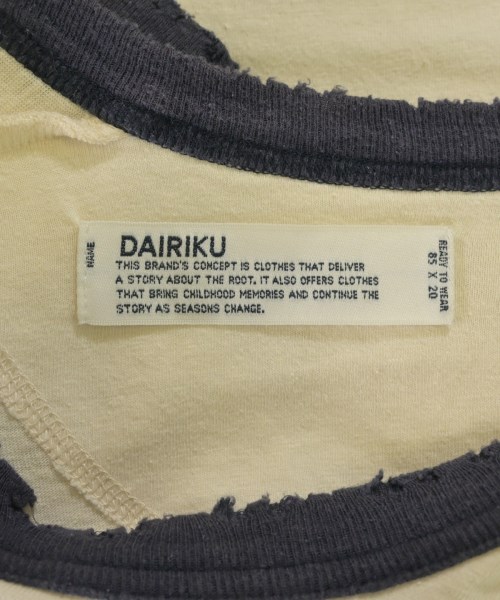 NAME
DAIRIKU
THIS BRAND'S CONCEPT IS CLOTHES THAT DELIVER
A STORY ABOUT THE ROOT. IT ALSO OFFERS CLOTHES
THAT BRING CHILDHOOD MEMORIES AND CONTINUE THE
STORY AS SEASONS CHANGE.
READY TO WEAR
85 X 20